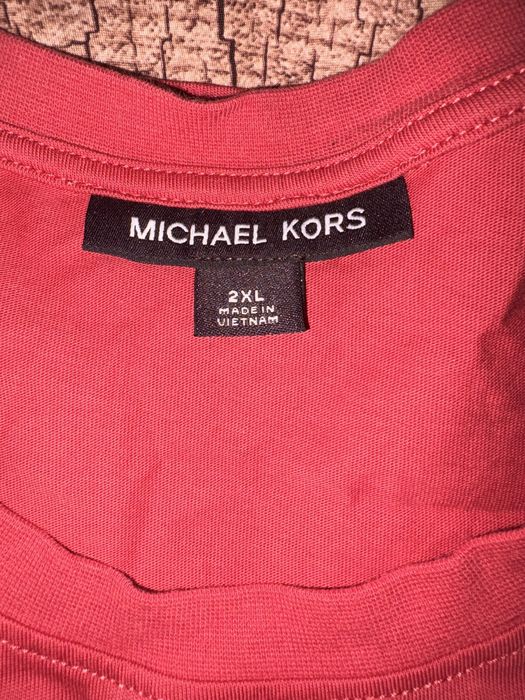 MICHAEL KORS
2XL
MADE IN
VIETNAM